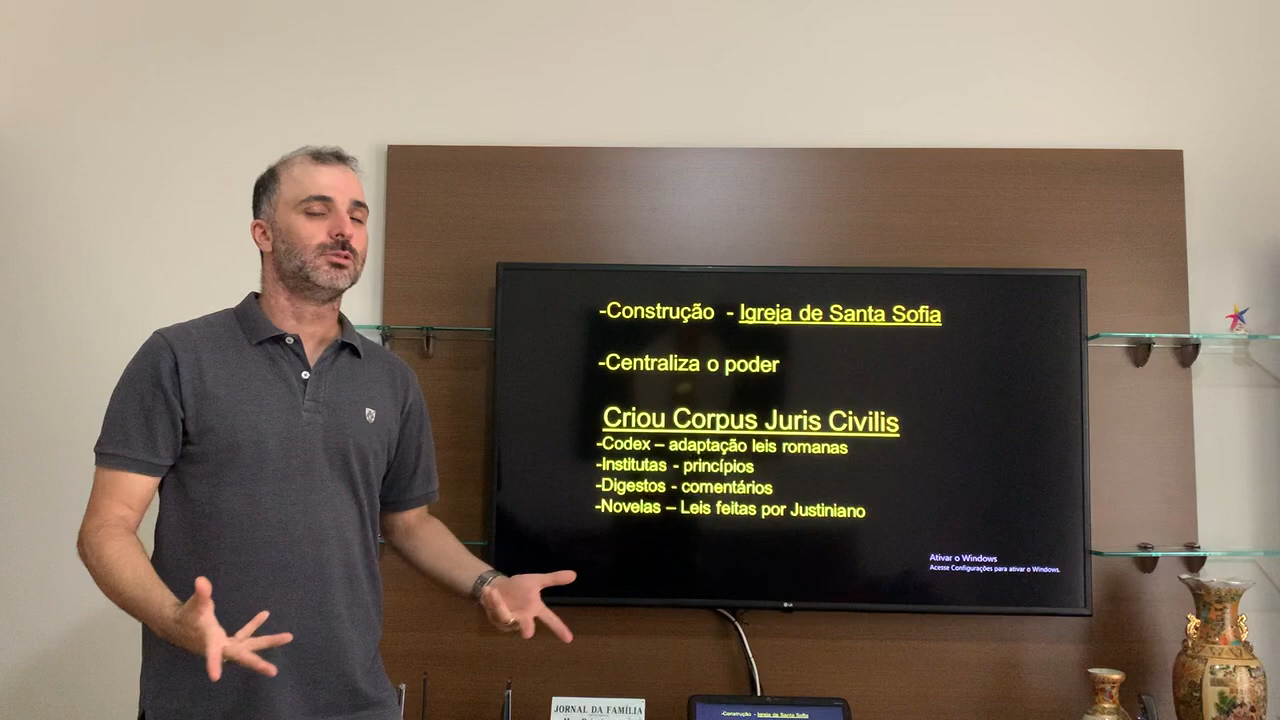 -Construção - Igreja de Santa Sofia
-Centraliza o poder
Criou Corpus Juris Civilis
-Codex – adaptação leis romanas
-Institutas - princípios
-Digestos - comentários
-Novelas – Leis feitas por Justiniano
Ativar o Windows
Acesse Configurações para ativar o Windows.
LG
JORNAL DA FAMÍLIA
-Construção - Igreja de Santa Sofia